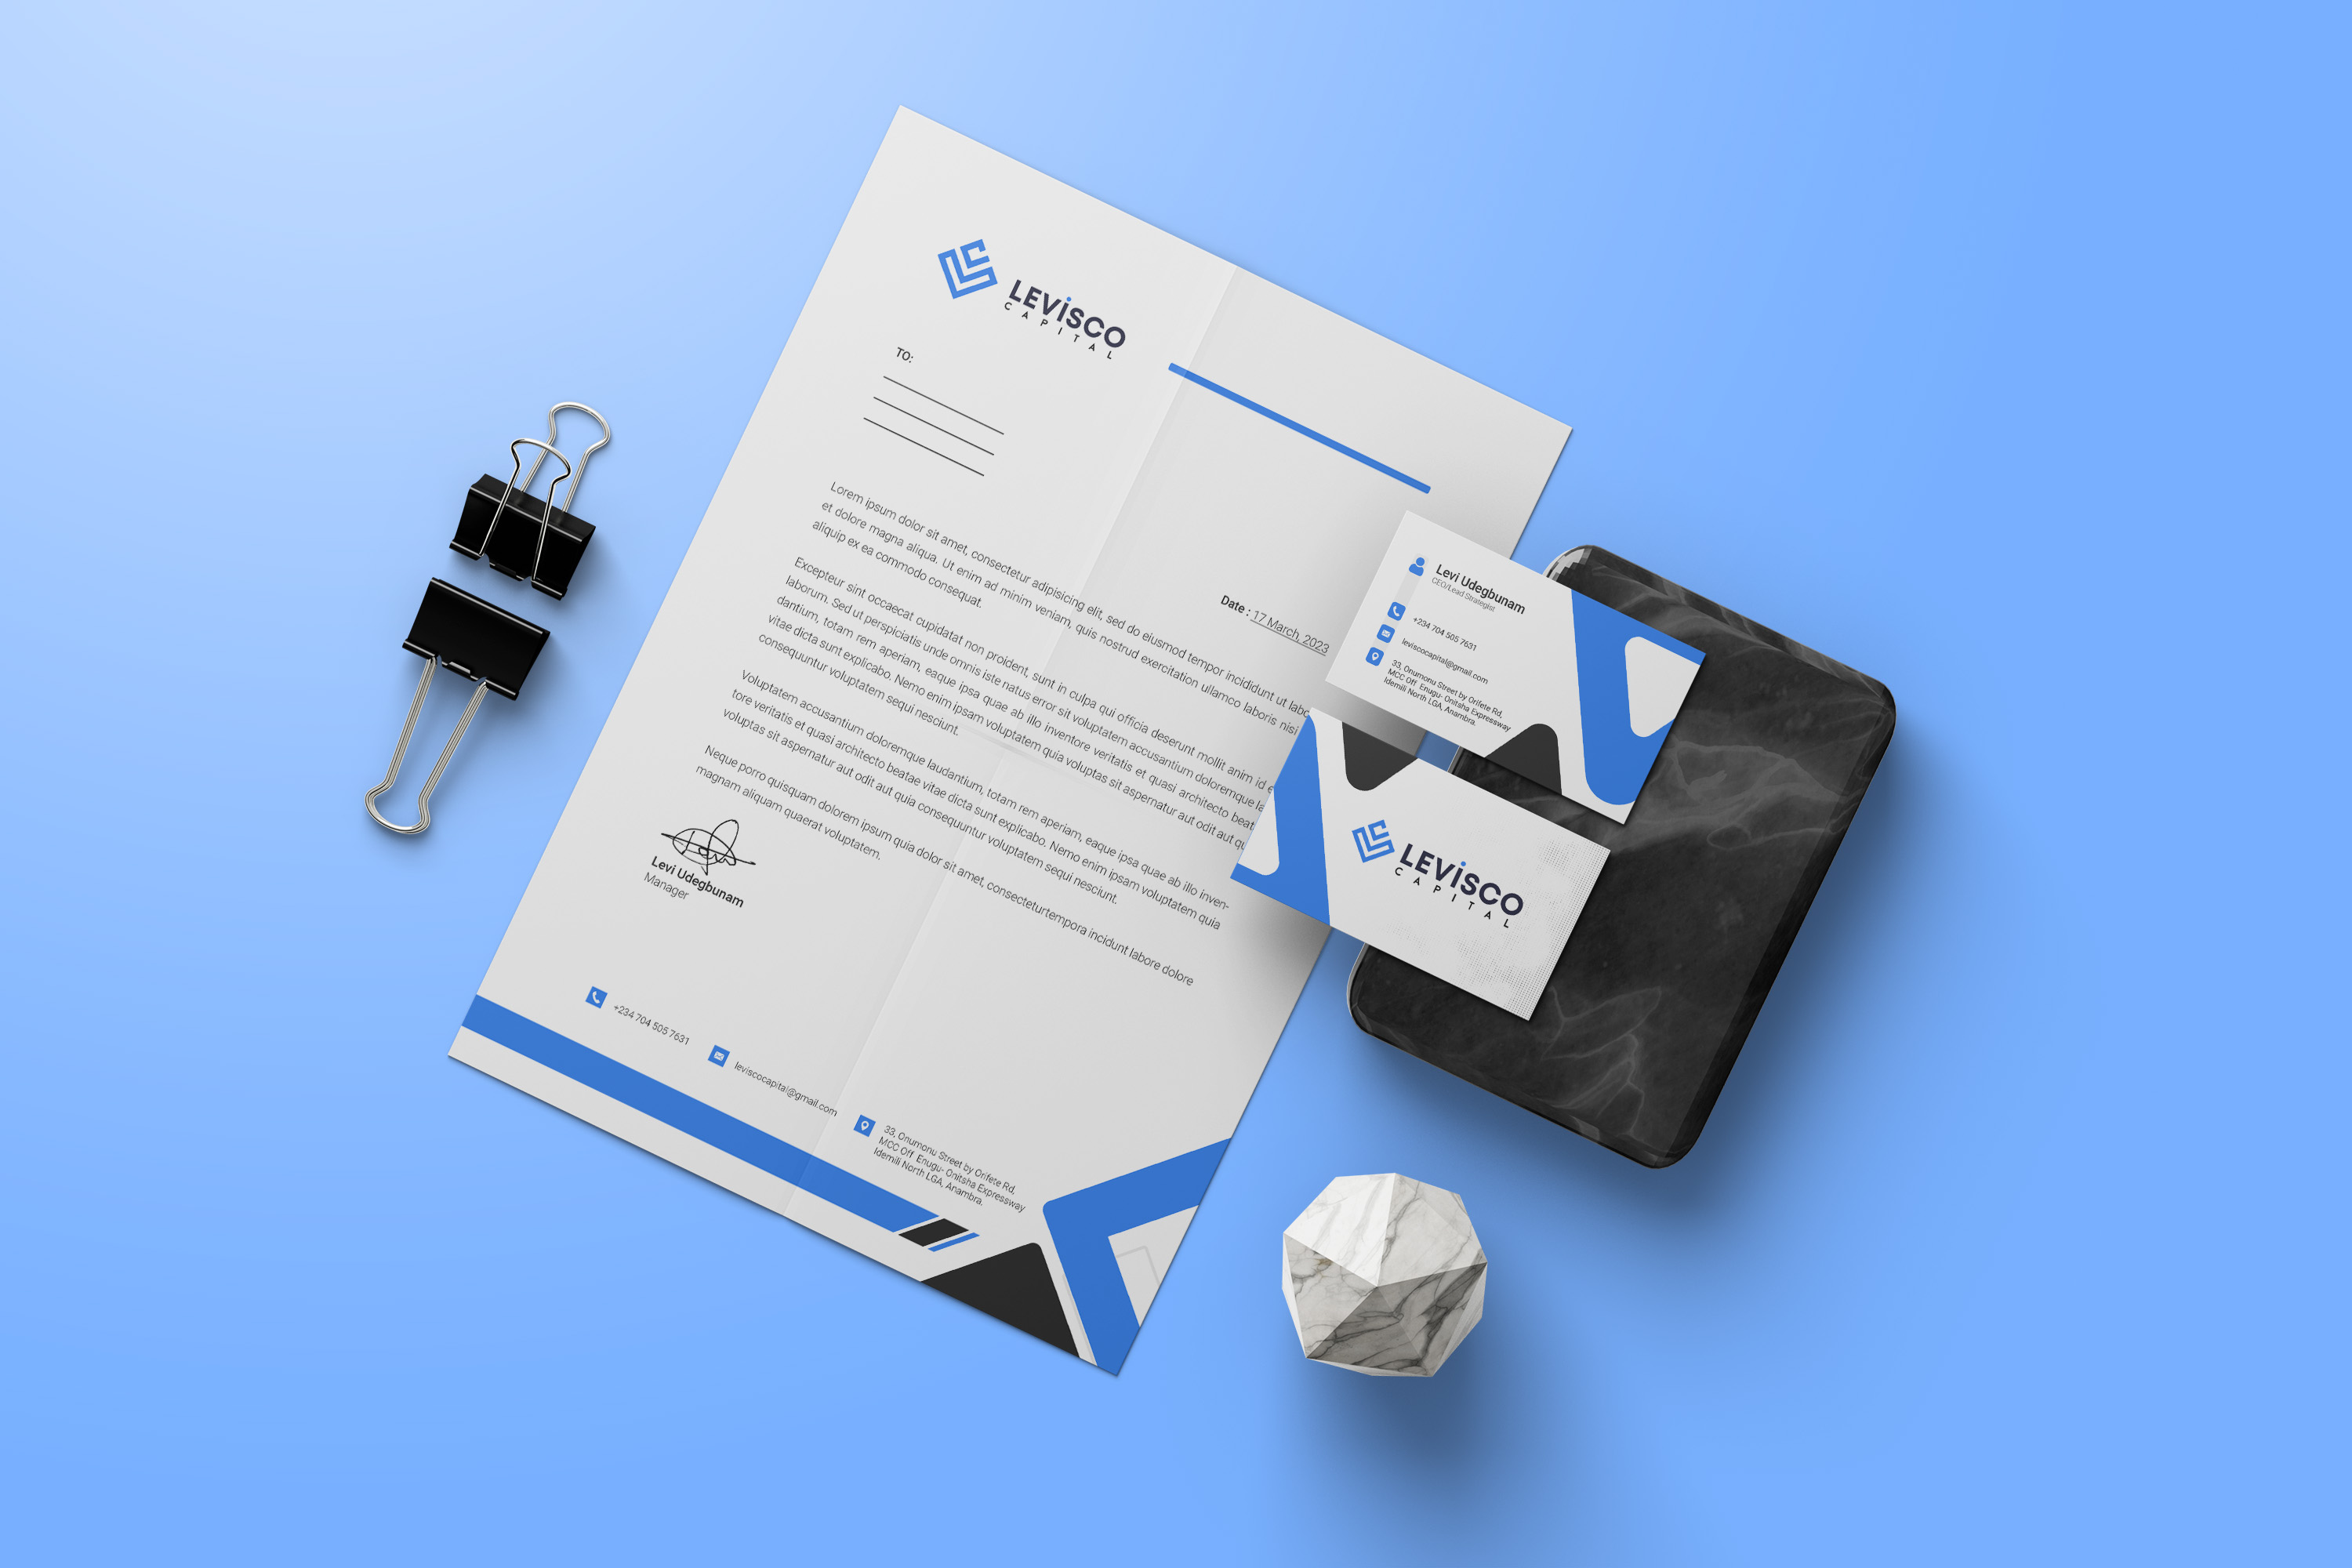 LEViSCO
CAPITAL
TO:
Date : 17 March, 2023
Lorem ipsum dolor sit amet, consectetur adipisicing elit, sed do eiusmod tempor incididunt ut labo
et dolore magna aliqua. Ut enim ad minim veniam, quis nostrud exercitation ullamco laboris nisi
aliquip ex ea commodo consequat.
Excepteur sint occaecat cupidatat non proident, sunt in culpa qui officia deserunt mollit anim id e
laborum. Sed ut perspiciatis unde omnis iste natus error sit voluptatem accusantium doloremque la
dantium, totam rem aperiam, eaque ipsa quae ab illo inventore veritatis et quasi architecto beat
vitae dicta sunt explicabo. Nemo enim ipsam voluptatem quia voluptas sit aspernatur aut odit aut qu
consequuntur voluptatem sequi nesciunt.
Voluptatem accusantium doloremque laudantium, totam rem aperiam, eaque ipsa quae ab illo inven-
tore veritatis et quasi architecto beatae vitae dicta sunt explicabo. Nemo enim ipsam voluptatem quia
voluptas sit aspernatur aut odit aut quia consequuntur voluptatem sequi nesciunt.
Neque porro quisquam dolorem ipsum quia dolor sit amet, consecteturtempora incidunt labore dolore
magnam aliquam quaerat voluptatem.
Levi Udegbunam
Manager
+234 704 505 7631
leviscocapital@gmail.com
33, Onumonu Street by Orifete Rd,
MCC Off Enugu- Onitsha Expressway
Idemili North LGA, Anambra.
Levi Udegbunam
CEO/Lead Strategist
+234 704 505 7631
leviscocapital@gmail.com
33, Onumonu Street by Orifete Rd,
MCC Off Enugu- Onitsha Expressway
Idemili North LGA, Anambra.
LEViSCO
CAPITAL